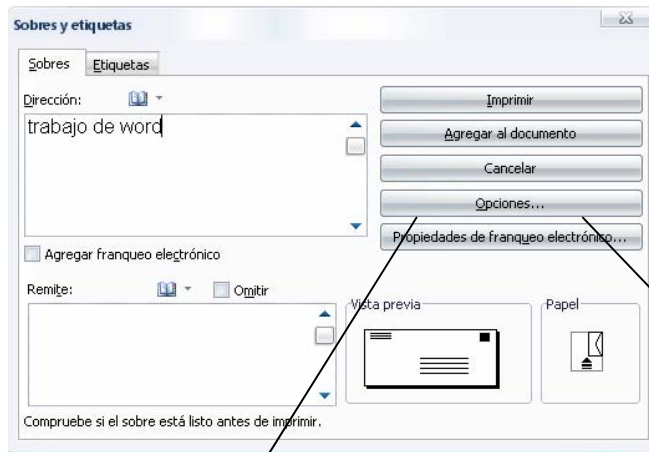 Sobres y etiquetas
Sobres Etiquetas
Dirección:
trabajo de word
Imprimir
Agregar al documento
Cancelar
Opciones...
Propiedades de franqueo electrónico...
Agregar franqueo electrónico
Remite: Omitir
Vista previa
Papel
Compruebe si el sobre está listo antes de imprimir.